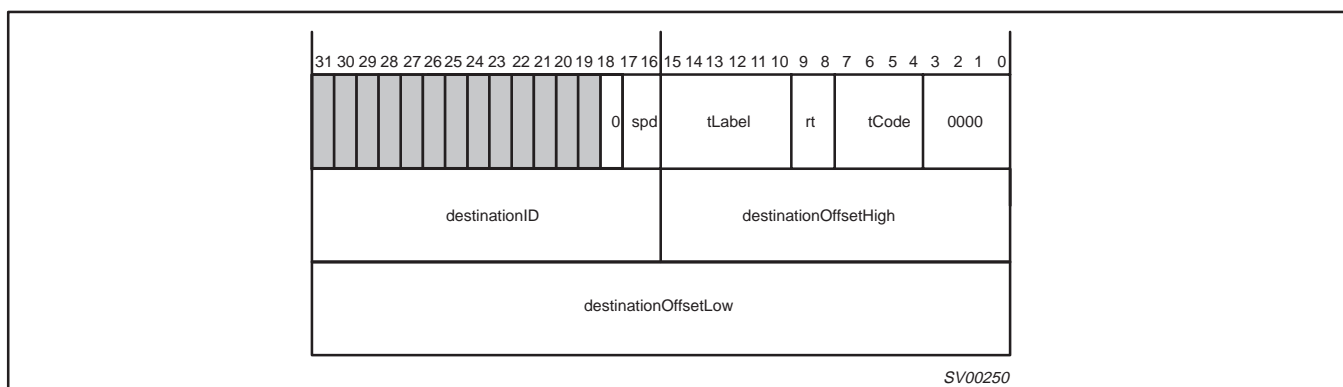 31 30 29 28 27 26 25 24 23 22 21 20 19 18 17 16 15 14 13 12 11 10 9 8 7 6 5 4 3 2 1 0
0 spd tLabel rt tCode 0000
destinationID destinationOffsetHigh
destinationOffsetLow
SV00250